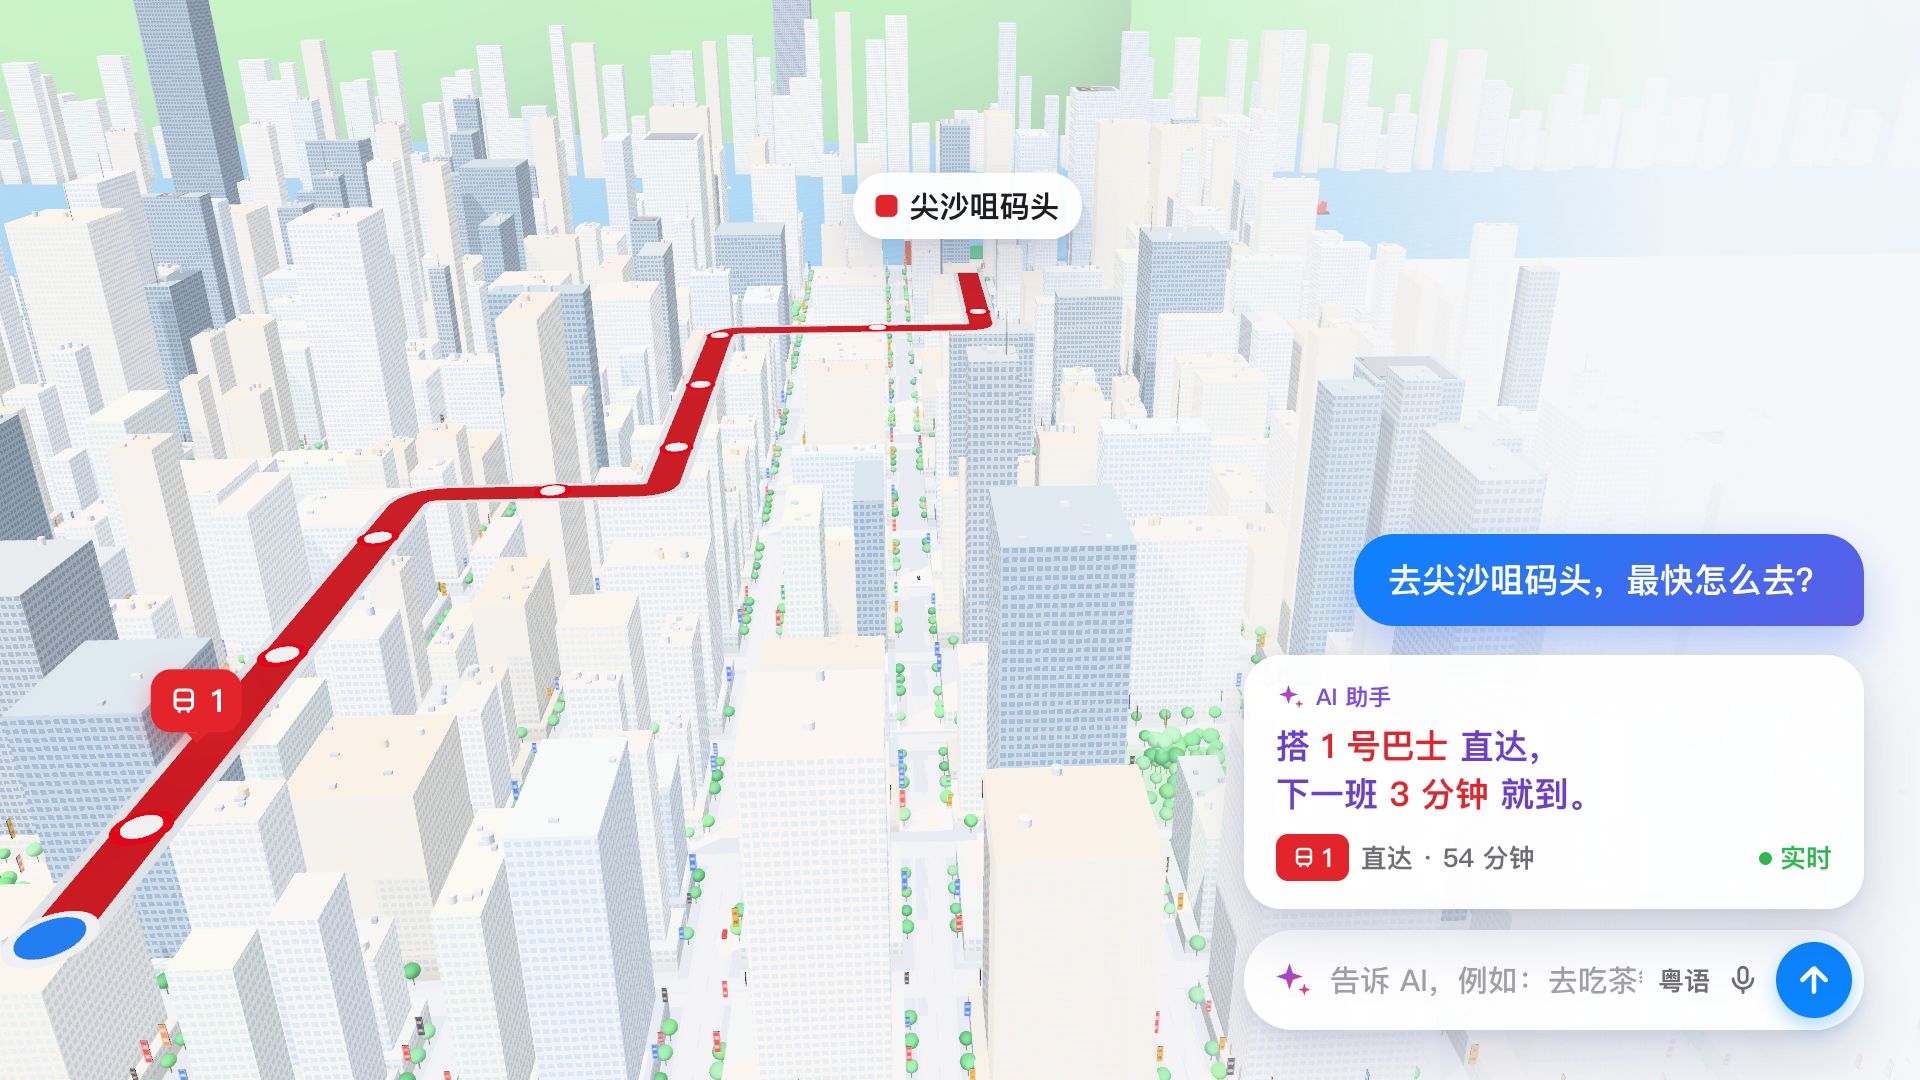 尖沙咀码头
1
去尖沙咀码头，最快怎么去？
AI 助手
搭 1 号巴士 直达，
下一班 3 分钟 就到。
1 直达 · 54 分钟
实时
告诉 AI，例如：去吃茶
粤语